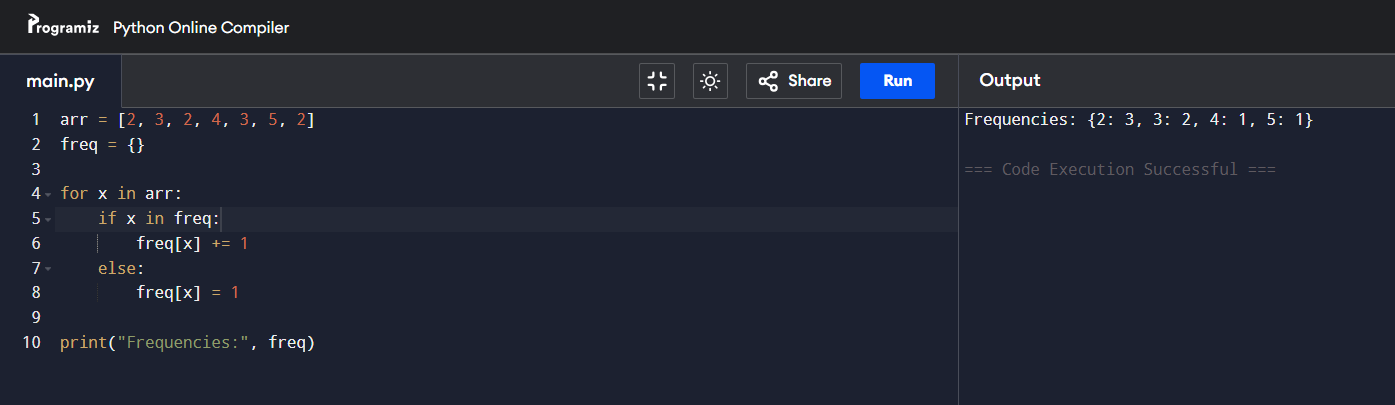 Programiz Python Online Compiler
main.py
Share
Run
Output
1 arr = [2, 3, 2, 4, 3, 5, 2]
2 freq = {}
3
4 for x in arr:
5     if x in freq:
6         freq[x] += 1
7     else:
8         freq[x] = 1
9
10 print("Frequencies:", freq)
Frequencies: {2: 3, 3: 2, 4: 1, 5: 1}
=== Code Execution Successful ===